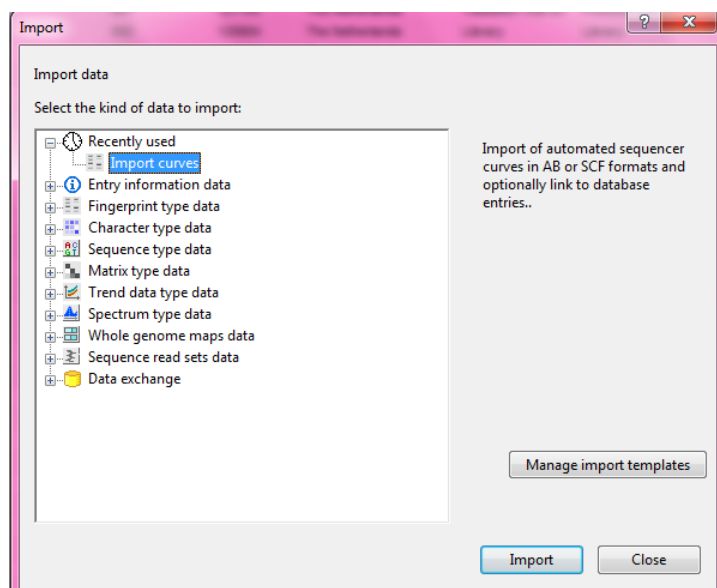 Import
The Netherlands
Import data
Select the kind of data to import:
Recently used
Import curves
Entry information data
Fingerprint type data
Character type data
Sequence type data
Matrix type data
Trend data type data
Spectrum type data
Whole genome maps data
Sequence read sets data
Data exchange
Import of automated sequencer
curves in AB or SCF formats and
optionally link to database
entries..
Manage import templates
Import
Close